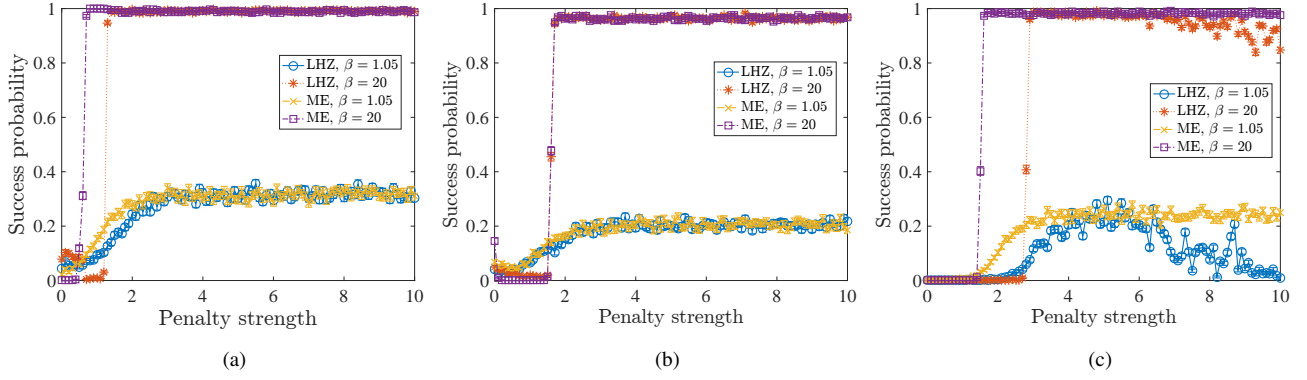 1
0.8
0.6
0.4
0.2
0
Success probability
LHZ, β = 1.05
LHZ, β = 20
ME, β = 1.05
ME, β = 20
0 2 4 6 8 10
Penalty strength
(a)
1
0.8
0.6
0.4
0.2
0
Success probability
LHZ, β = 1.05
LHZ, β = 20
ME, β = 1.05
ME, β = 20
0 2 4 6 8 10
Penalty strength
(b)
1
0.8
0.6
0.4
0.2
0
Success probability
LHZ, β = 1.05
LHZ, β = 20
ME, β = 1.05
ME, β = 20
0 2 4 6 8 10
Penalty strength
(c)